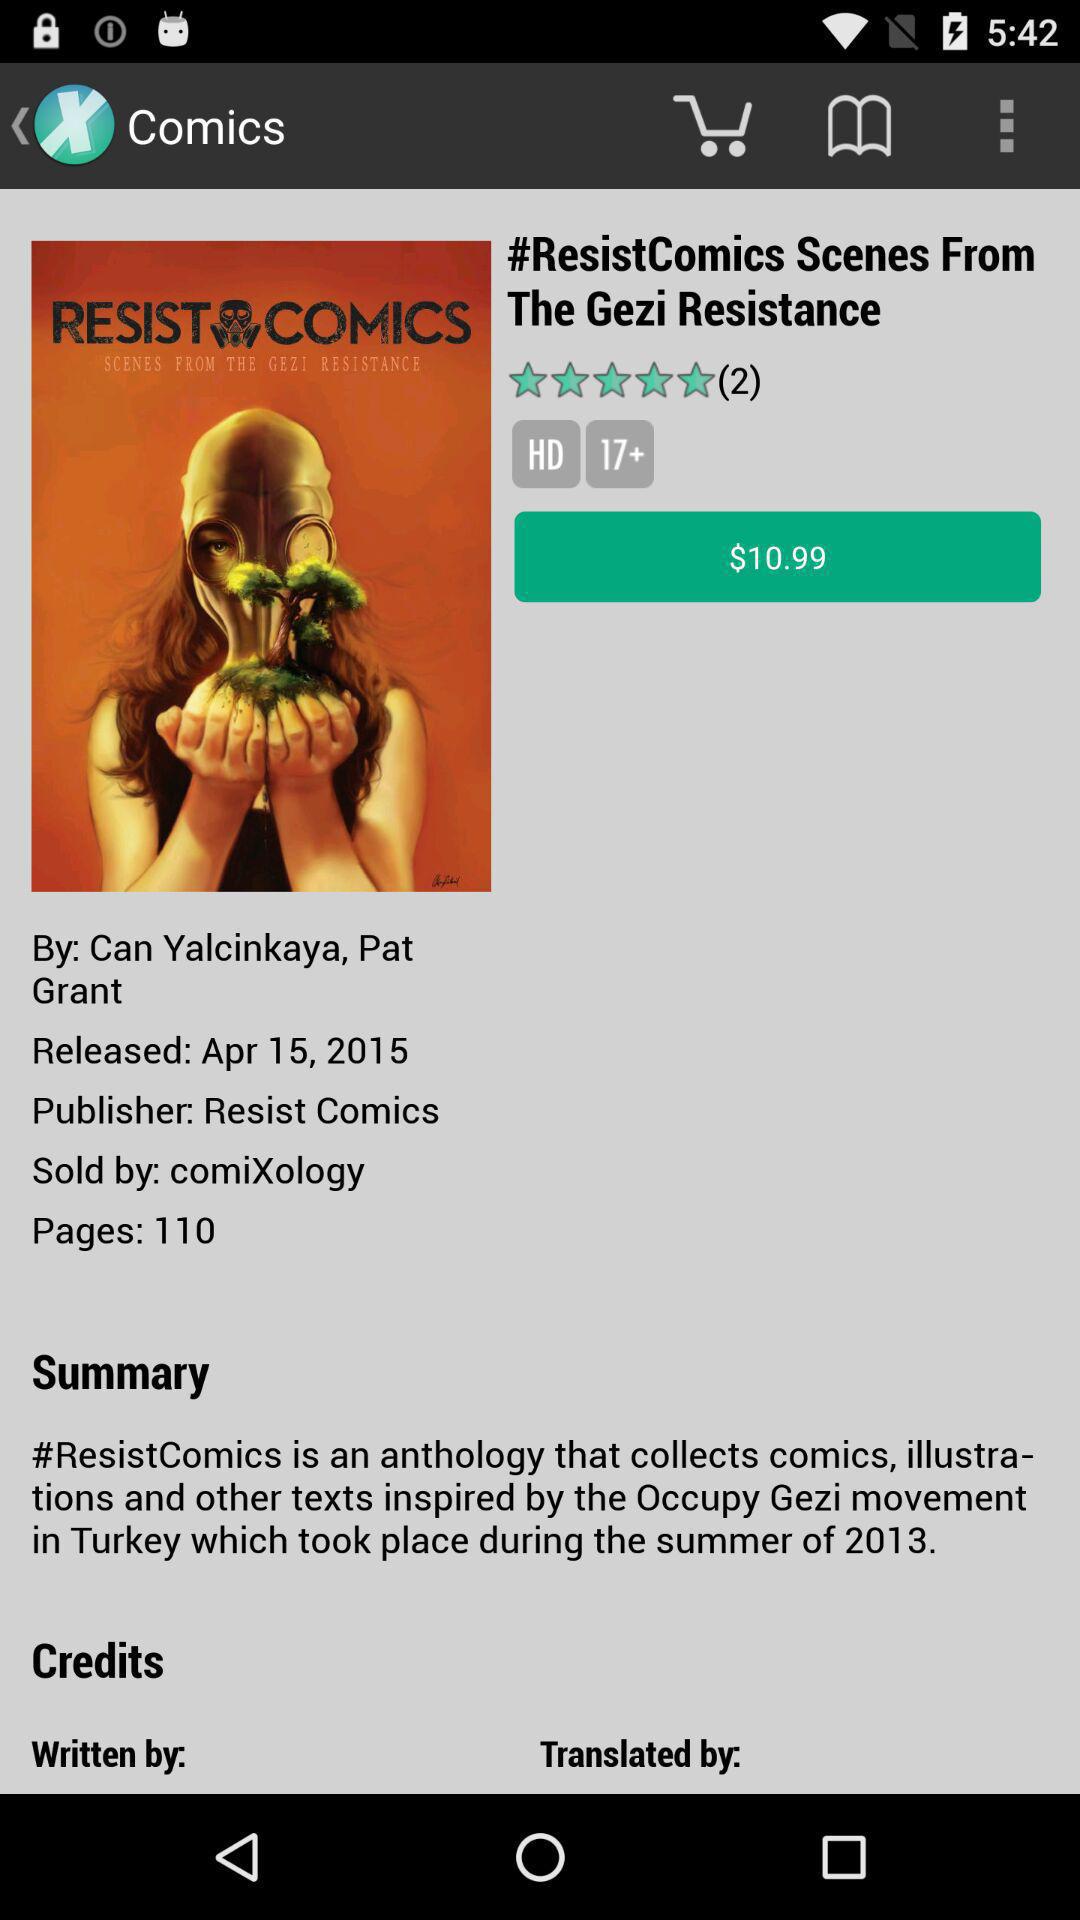 5:42
X Comics
#ResistComics Scenes From
The Gezi Resistance
RESIST COMICS
SCENES FROM THE GEZI RESISTANCE
(2)
HD 17+
$10.99
By: Can Yalcinkaya, Pat
Grant
Released: Apr 15, 2015
Publisher: Resist Comics
Sold by: comiXology
Pages: 110
Summary
#ResistComics is an anthology that collects comics, illustra-
tions and other texts inspired by the Occupy Gezi movement
in Turkey which took place during the summer of 2013.
Credits
Written by: Translated by: